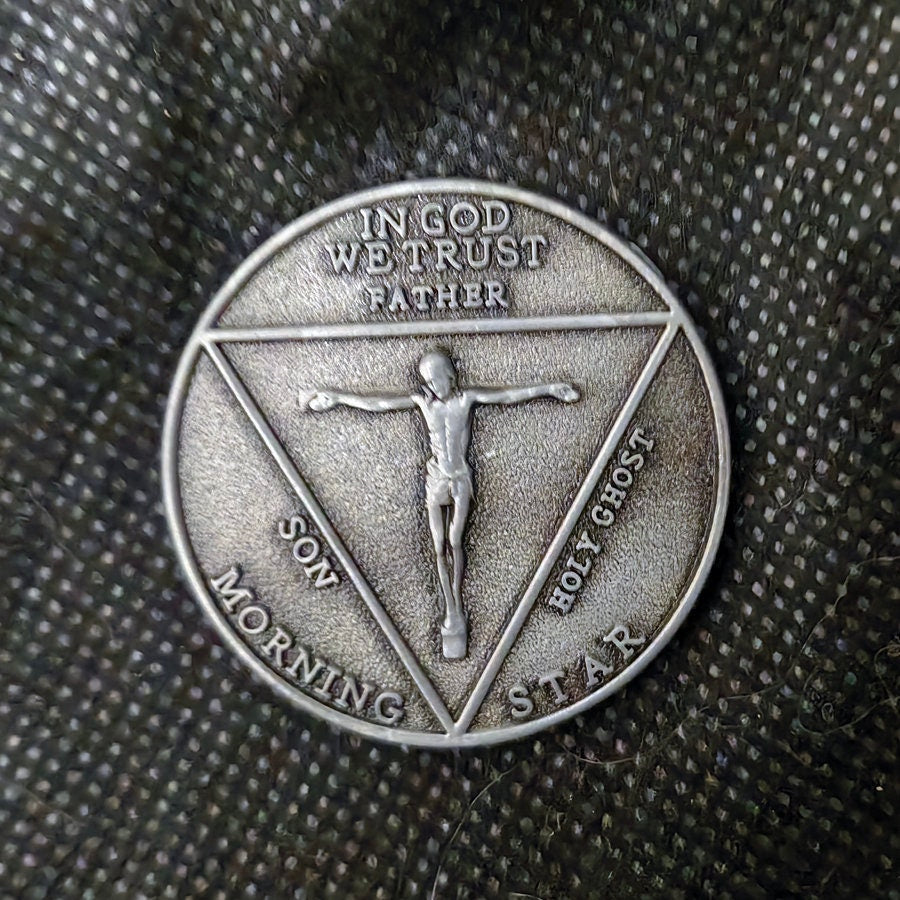 IN GOD
WE TRUST
FATHER
SON
HOLY GHOST
MORNING STAR